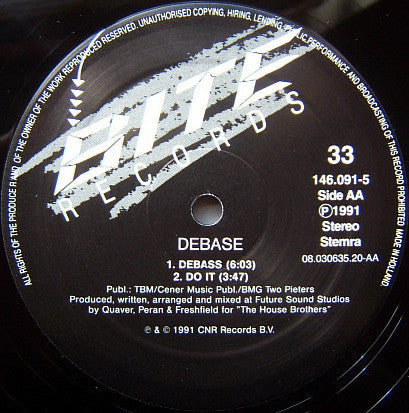 ALL RIGHTS OF THE PRODUCER AND OF THE OWNER OF THE WORK REPRODUCED RESERVED. UNAUTHORISED COPYING, HIRING, LENDING, PUBLIC PERFORMANCE AND BROADCASTING OF THIS RECORD PROHIBITED. MADE IN HOLLAND.
BITE
RECORDS
33
146.091-5
Side AA
Ⓟ1991
Stereo
Stemra
08.030635.20-AA
DEBASE
1. DEBASS (6:03)
2. DO IT (3:47)
Publ.: TBM/Cener Music Publ./BMG Two Pieters
Produced, written, arranged and mixed at Future Sound Studios
by Quaver, Peran & Freshfield for "The House Brothers"
Ⓟ & © 1991 CNR Records B.V.